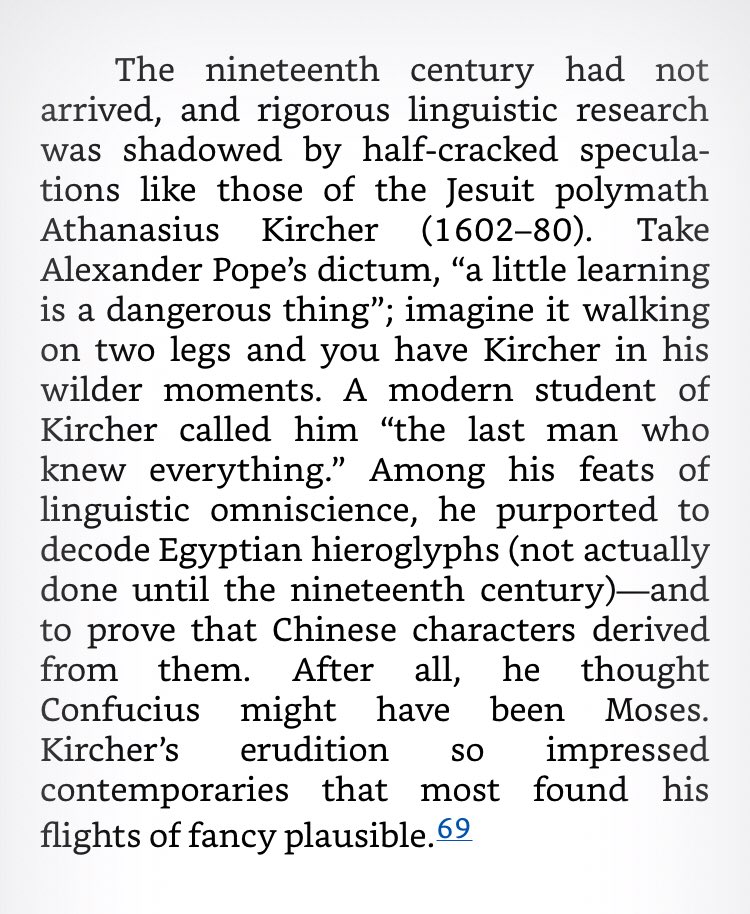 The nineteenth century had not
arrived, and rigorous linguistic research
was shadowed by half-cracked specula-
tions like those of the Jesuit polymath
Athanasius Kircher (1602–80). Take
Alexander Pope’s dictum, “a little learning
is a dangerous thing”; imagine it walking
on two legs and you have Kircher in his
wilder moments. A modern student of
Kircher called him “the last man who
knew everything.” Among his feats of
linguistic omniscience, he purported to
decode Egyptian hieroglyphs (not actually
done until the nineteenth century)—and
to prove that Chinese characters derived
from them. After all, he thought
Confucius might have been Moses.
Kircher’s erudition so impressed
contemporaries that most found his
flights of fancy plausible.69